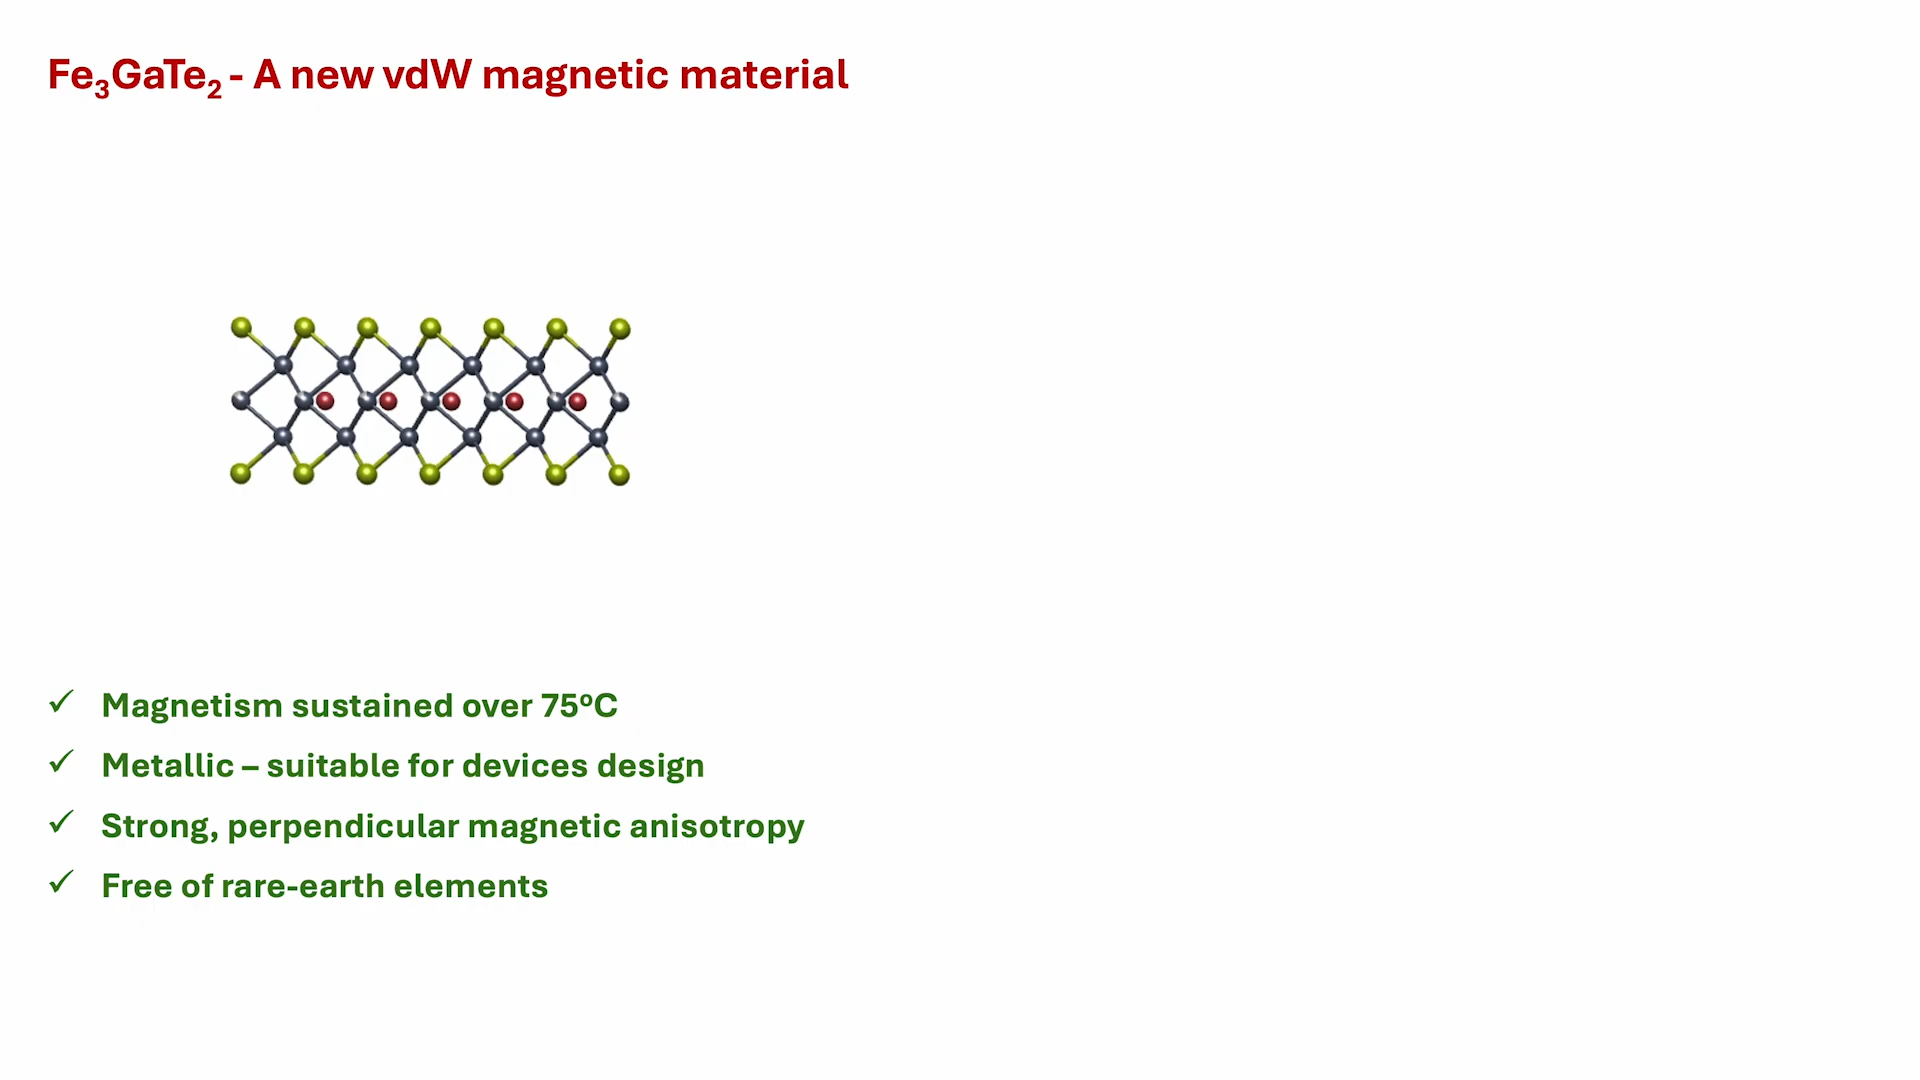 Fe₃GaTe₂ - A new vdW magnetic material
✓ Magnetism sustained over 75ºC
✓ Metallic – suitable for devices design
✓ Strong, perpendicular magnetic anisotropy
✓ Free of rare-earth elements